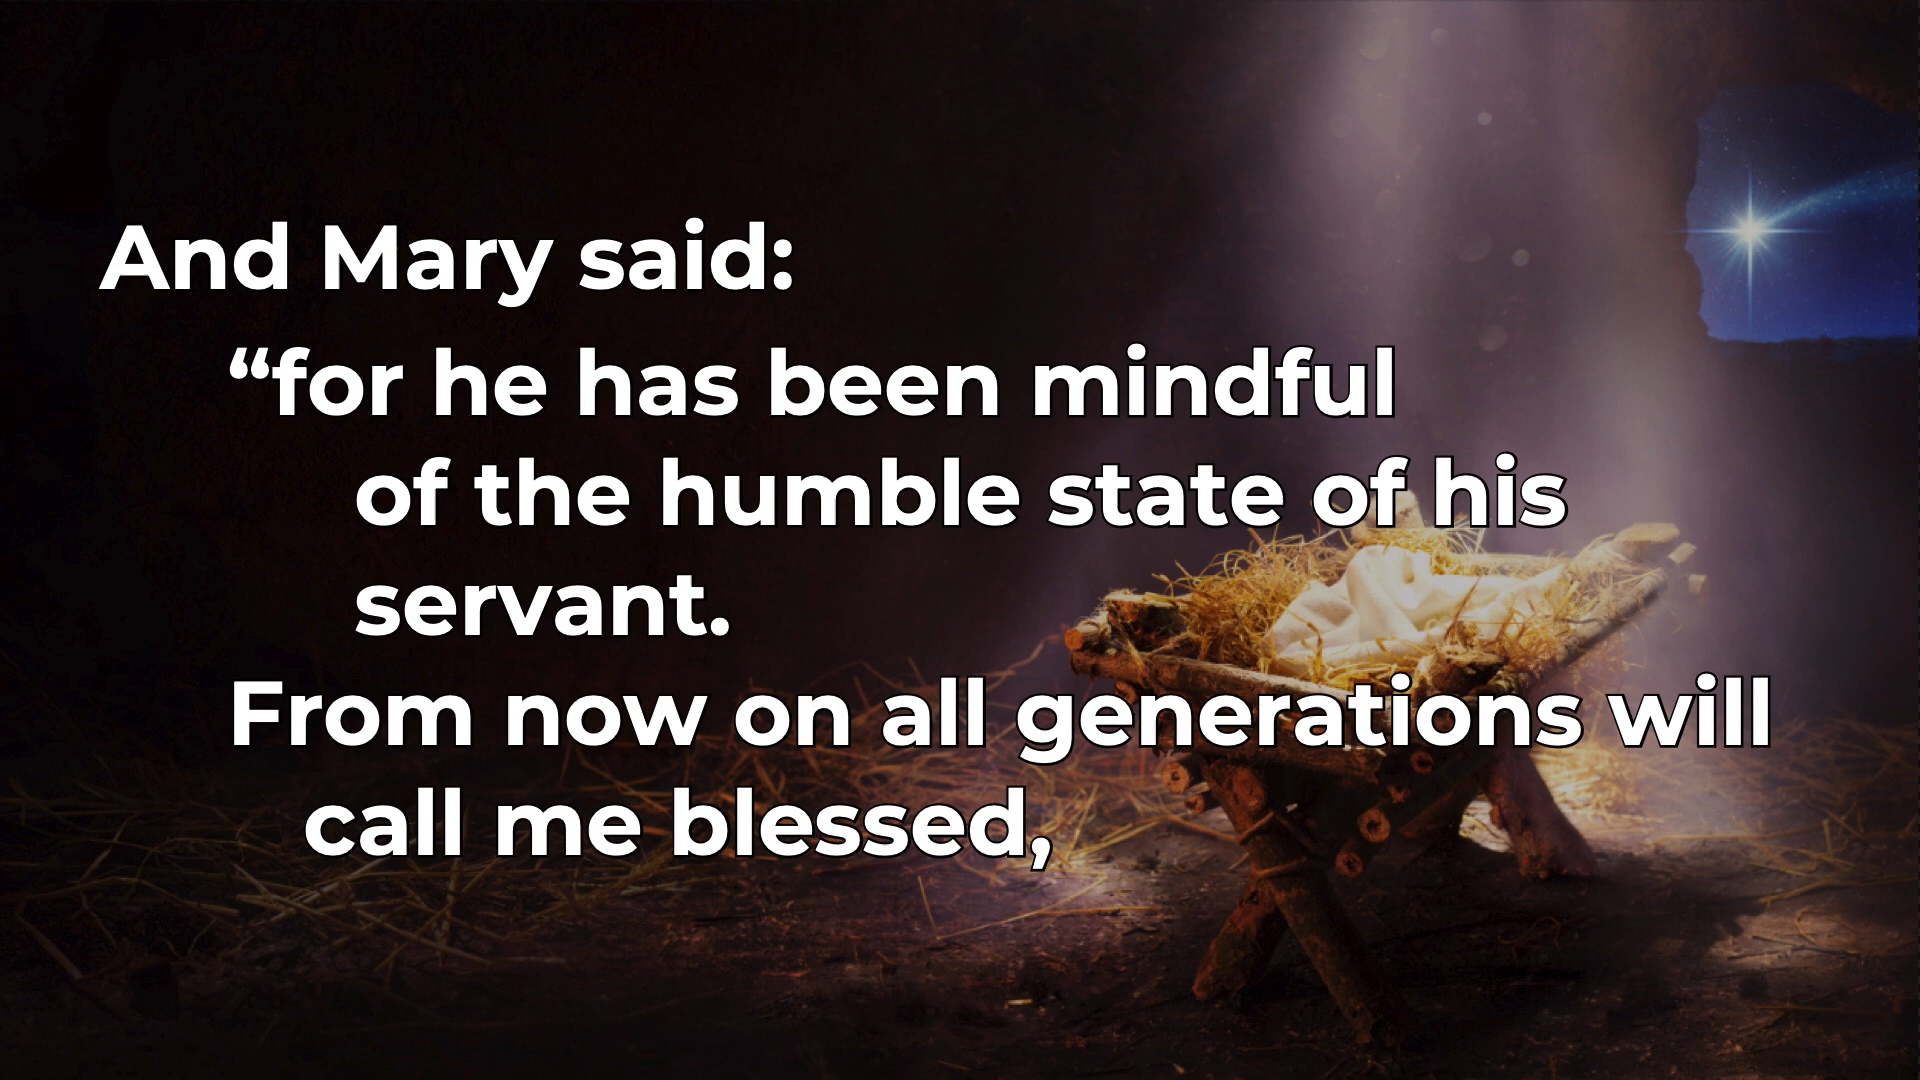 And Mary said:
“for he has been mindful
of the humble state of his
servant.
From now on all generations will
call me blessed,